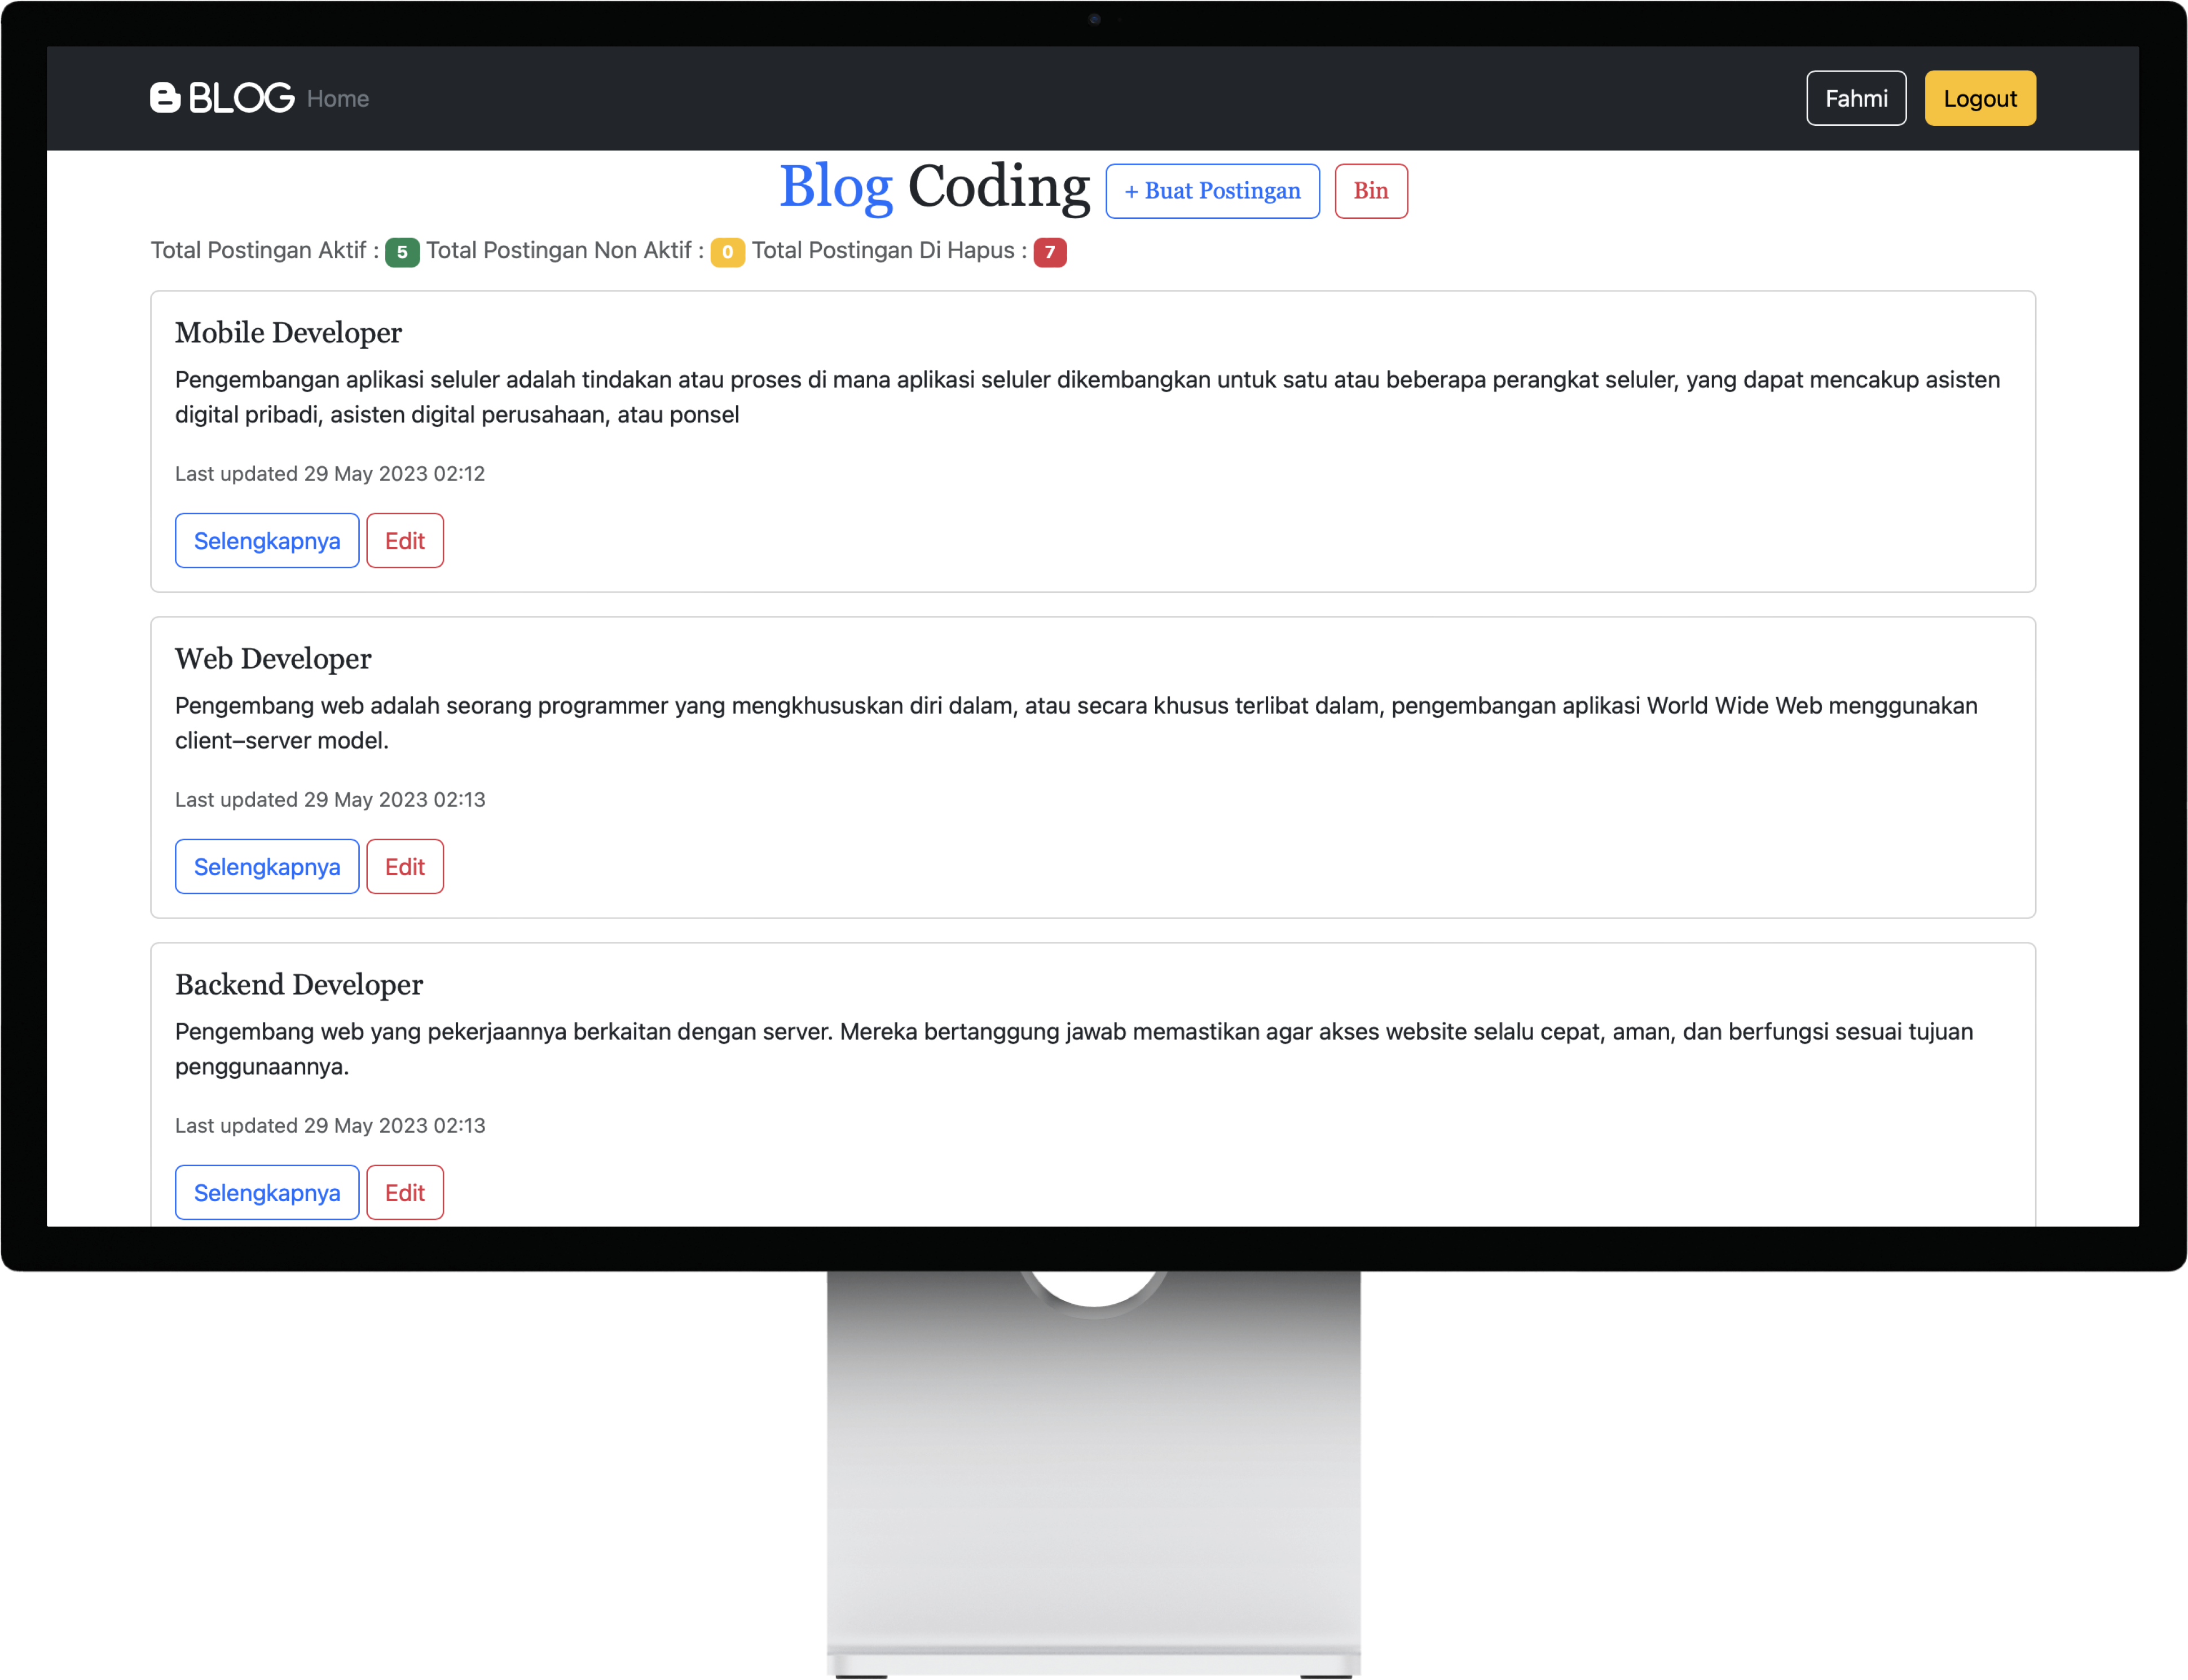 BLOG Home Fahmi Logout
Blog Coding + Buat Postingan Bin
Total Postingan Aktif : 5 Total Postingan Non Aktif : 0 Total Postingan Di Hapus : 7
Mobile Developer
Pengembangan aplikasi seluler adalah tindakan atau proses di mana aplikasi seluler dikembangkan untuk satu atau beberapa perangkat seluler, yang dapat mencakup asisten
digital pribadi, asisten digital perusahaan, atau ponsel
Last updated 29 May 2023 02:12
Selengkapnya Edit
Web Developer
Pengembang web adalah seorang programmer yang mengkhususkan diri dalam, atau secara khusus terlibat dalam, pengembangan aplikasi World Wide Web menggunakan
client–server model.
Last updated 29 May 2023 02:13
Selengkapnya Edit
Backend Developer
Pengembang web yang pekerjaannya berkaitan dengan server. Mereka bertanggung jawab memastikan agar akses website selalu cepat, aman, dan berfungsi sesuai tujuan
penggunaannya.
Last updated 29 May 2023 02:13
Selengkapnya Edit